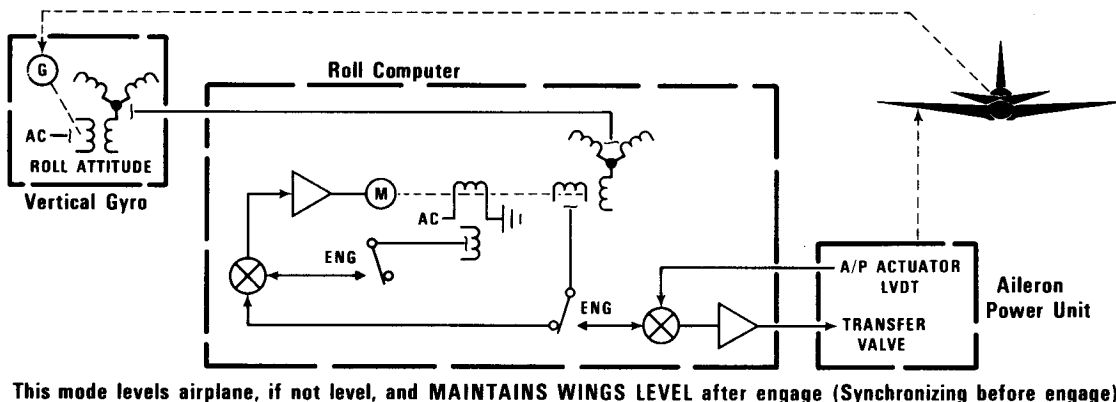 G
Roll Computer
AC
ROLL ATTITUDE
Vertical Gyro
M
AC
ENG
ENG
A/P ACTUATOR
LVDT
TRANSFER
VALVE
Aileron
Power Unit
This mode levels airplane, if not level, and MAINTAINS WINGS LEVEL after engage (Synchronizing before engage)